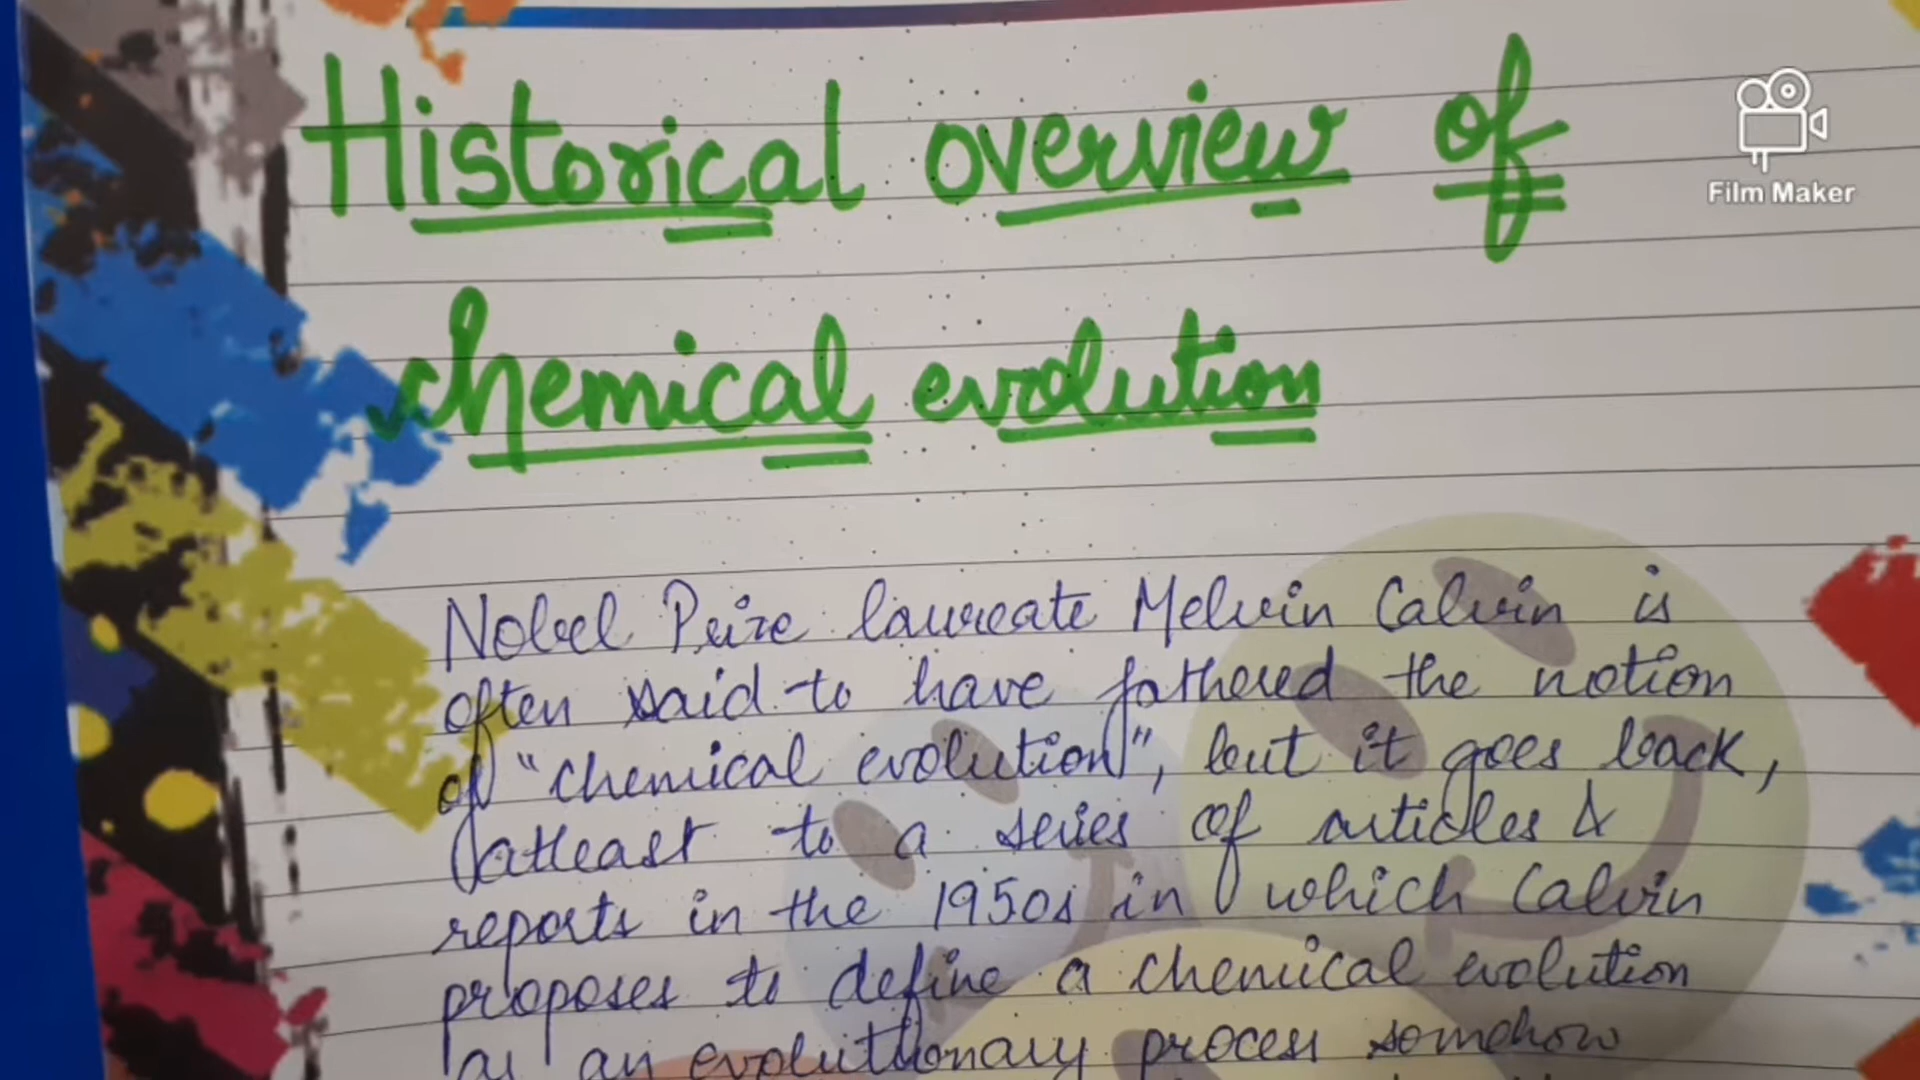 Historical overview of
Film Maker
chemical evolution
Nobel Prize laureate Melvin Calvin is
often said to have fathered the notion
of "chemical evolution", but it goes back,
atleast to a series of articles &
reports in the 1950s in which Calvin
proposes to define a chemical evolution
as an evolutionary process somehow